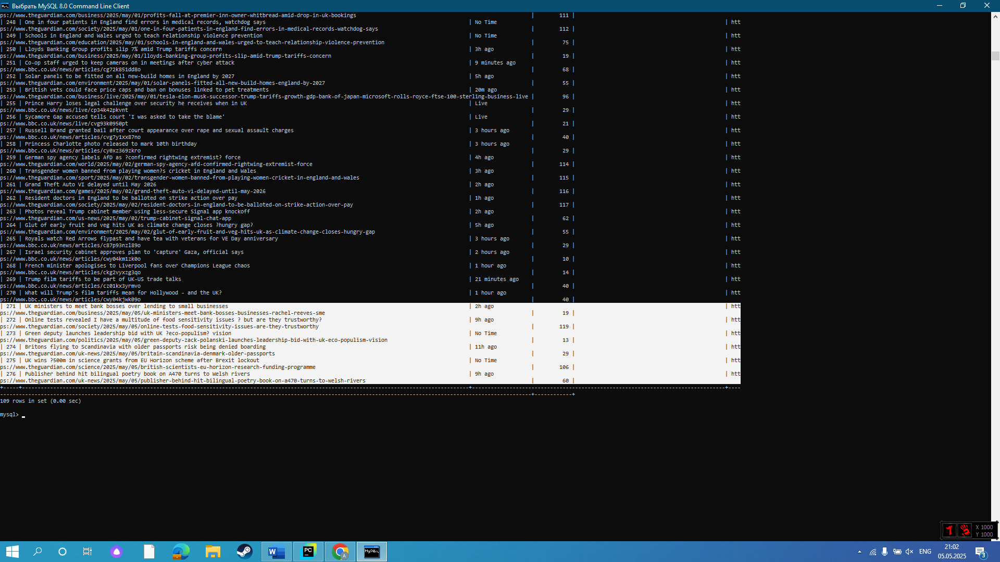 Выбрать MySQL 8.0 Command Line Client
ps://www.theguardian.com/business/2025/may/01/profits-fall-at-premier-inn-owner-whitbread-amid-drop-in-uk-bookings | 111 |
| 248 | One in four patients in England find errors in medical records, watchdog says | No Time | htt
ps://www.theguardian.com/society/2025/may/01/one-in-four-patients-in-england-find-errors-in-medical-records-watchdog-says | 112 |
| 249 | Schools in England and Wales urged to teach relationship violence prevention | No Time | htt
ps://www.theguardian.com/education/2025/may/01/schools-in-england-and-wales-urged-to-teach-relationship-violence-prevention | 75 |
| 250 | Lloyds Banking Group profits slip 7% amid Trump tariffs concern | 3h ago | htt
ps://www.theguardian.com/business/2025/may/01/lloyds-banking-group-profits-slip-amid-trump-tariffs-concern | 19 |
| 251 | Co-op staff urged to keep cameras on in meetings after cyber attack | 9 minutes ago | htt
ps://www.bbc.co.uk/news/articles/cg72k851dd8o | 68 |
| 252 | Solar panels to be fitted on all new-build homes in England by 2027 | 5h ago | htt
ps://www.theguardian.com/environment/2025/may/01/solar-panels-fitted-all-new-build-homes-england-by-2027 | 55 |
| 253 | British vets could face price caps and ban on bonuses linked to pet treatments | 20m ago | htt
ps://www.theguardian.com/business/live/2025/may/01/tesla-elon-musk-successor-trump-tariffs-growth-gdp-bank-of-japan-microsoft-rolls-royce-ftse-100-sterling-business-live | 96 |
| 255 | Prince Harry loses legal challenge over security he receives when in UK | Live | htt
ps://www.bbc.co.uk/news/live/cp34k42pkvnt | 29 |
| 256 | Sycamore Gap accused tells court 'I was asked to take the blame' | Live | htt
ps://www.bbc.co.uk/news/live/cvg93k0950pt | 21 |
| 257 | Russell Brand granted bail after court appearance over rape and sexual assault charges | 3 hours ago | htt
ps://www.bbc.co.uk/news/articles/cvg7y1xx87no | 40 |
| 258 | Princess Charlotte photo released to mark 10th birthday | 3 hours ago | htt
ps://www.bbc.co.uk/news/articles/cy0xz369zkro | 29 |
| 259 | German spy agency labels AfD as ?confirmed rightwing extremist? force | 4h ago | htt
ps://www.theguardian.com/world/2025/may/02/german-spy-agency-afd-confirmed-rightwing-extremist-force | 114 |
| 260 | Transgender women banned from playing women?s cricket in England and Wales | 3h ago | htt
ps://www.theguardian.com/sport/2025/may/02/transgender-women-banned-from-playing-women-cricket-in-england-and-wales | 115 |
| 261 | Grand Theft Auto VI delayed until May 2026 | 2h ago | htt
ps://www.theguardian.com/games/2025/may/02/grand-theft-auto-vi-delayed-until-may-2026 | 116 |
| 262 | Resident doctors in England to be balloted on strike action over pay | 1h ago | htt
ps://www.theguardian.com/society/2025/may/02/resident-doctors-in-england-to-be-balloted-on-strike-action-over-pay | 117 |
| 263 | Photos reveal Trump cabinet member using less-secure Signal app knockoff | 2h ago | htt
ps://www.theguardian.com/us-news/2025/may/02/trump-cabinet-signal-chat-app | 62 |
| 264 | Glut of early fruit and veg hits UK as climate change closes ?hungry gap? | 5h ago | htt
ps://www.theguardian.com/environment/2025/may/02/glut-of-early-fruit-and-veg-hits-uk-as-climate-change-closes-hungry-gap | 55 |
| 265 | Royals watch Red Arrows flypast and have tea with veterans for VE Day anniversary | 3 hours ago | htt
ps://www.bbc.co.uk/news/articles/c87p93nzl89o | 29 |
| 267 | Israel security cabinet approves plan to 'capture' Gaza, official says | 2 hours ago | htt
ps://www.bbc.co.uk/news/articles/cwy04km1zk0o | 10 |
| 268 | French minister apologises to Liverpool fans over Champions League chaos | 1 hour ago | htt
ps://www.bbc.co.uk/news/articles/ckg2vyxzg3qo | 14 |
| 269 | Trump film tariffs to be part of UK-US trade talks | 21 minutes ago | htt
ps://www.bbc.co.uk/news/articles/cz01kx3yrmvo | 40 |
| 270 | What will Trump's film tariffs mean for Hollywood - and the UK? | 1 hour ago | htt
ps://www.bbc.co.uk/news/articles/cwy04kjwk09o | 40 |
| 271 | UK ministers to meet bank bosses over lending to small businesses | 2h ago | htt
ps://www.theguardian.com/business/2025/may/05/uk-ministers-meet-bank-bosses-businesses-rachel-reeves-sme | 19 |
| 272 | Online tests revealed I have a multitude of food sensitivity issues ? but are they trustworthy? | 9h ago | htt
ps://www.theguardian.com/society/2025/may/05/online-tests-food-sensitivity-issues-are-they-trustworthy | 119 |
| 273 | Green deputy launches leadership bid with UK ?eco-populism? vision | No Time | htt
ps://www.theguardian.com/politics/2025/may/05/green-deputy-zack-polanski-launches-leadership-bid-with-uk-eco-populism-vision | 13 |
| 274 | Britons flying to Scandinavia with older passports risk being denied boarding | 11h ago | htt
ps://www.theguardian.com/uk-news/2025/may/05/britain-scandinavia-denmark-older-passports | 29 |
| 275 | UK wins ?500m in science grants from EU Horizon scheme after Brexit lockout | No Time | htt
ps://www.theguardian.com/science/2025/may/05/british-scientists-eu-horizon-research-funding-programme | 106 |
| 276 | Publisher behind hit bilingual poetry book on A470 turns to Welsh rivers | 9h ago | htt
ps://www.theguardian.com/uk-news/2025/may/05/publisher-behind-hit-bilingual-poetry-book-on-a470-turns-to-welsh-rivers | 60 |
109 rows in set (0.00 sec)
mysql>
X 1000
Y 1000
W
PC
A
MySQL
ENG
21:02
05.05.2025
3